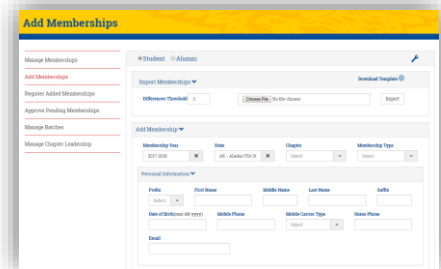 Add Memberships
Manage Memberships
Add Memberships
Register Added Memberships
Approve Pending Memberships
Manage Batches
Manage Chapter Leadership
Student Alumni
Import Memberships
Download Template
Differences Threshold 2 Choose File No file chosen Import
Add Membership
Membership Year State Chapter Membership Type
2017-2018 AK - Alaska Select Select
Personal Information
Prefix First Name Middle Name Last Name Suffix
Select
Date of Birth(mm-dd-yyyy) Mobile Phone Mobile Carrier Type Home Phone
Select
Email